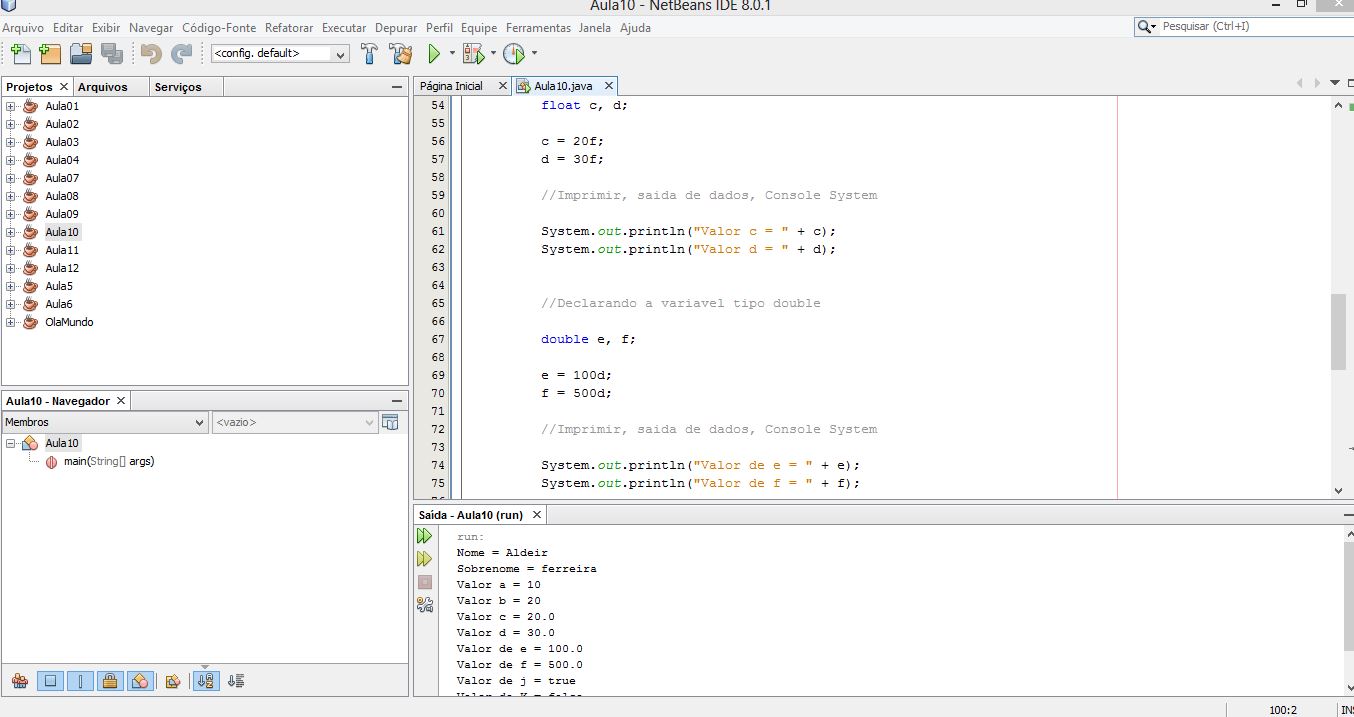 Aula10 - NetBeans IDE 8.0.1
Arquivo Editar Exibir Navegar Código-Fonte Refatorar Executar Depurar Perfil Equipe Ferramentas Janela Ajuda
Pesquisar (Ctrl+I)
<config. default>
Projetos Arquivos Serviços
Aula01
Aula02
Aula03
Aula04
Aula07
Aula08
Aula09
Aula10
Aula11
Aula12
Aula5
Aula6
OlaMundo
Aula10 - Navegador
Membros <vazio>
Aula10
main(String[] args)
Página Inicial Aula10.java
54 float c, d;
55
56 c = 20f;
57 d = 30f;
58
59 //Imprimir, saida de dados, Console System
60
61 System.out.println("Valor c = " + c);
62 System.out.println("Valor d = " + d);
63
64
65 //Declarando a variavel tipo double
66
67 double e, f;
68
69 e = 100d;
70 f = 500d;
71
72 //Imprimir, saida de dados, Console System
73
74 System.out.println("Valor de e = " + e);
75 System.out.println("Valor de f = " + f);
Saída - Aula10 (run)
run:
Nome = Aldeir
Sobrenome = ferreira
Valor a = 10
Valor b = 20
Valor c = 20.0
Valor d = 30.0
Valor de e = 100.0
Valor de f = 500.0
Valor de j = true
Valor de K = false
100:2 INS